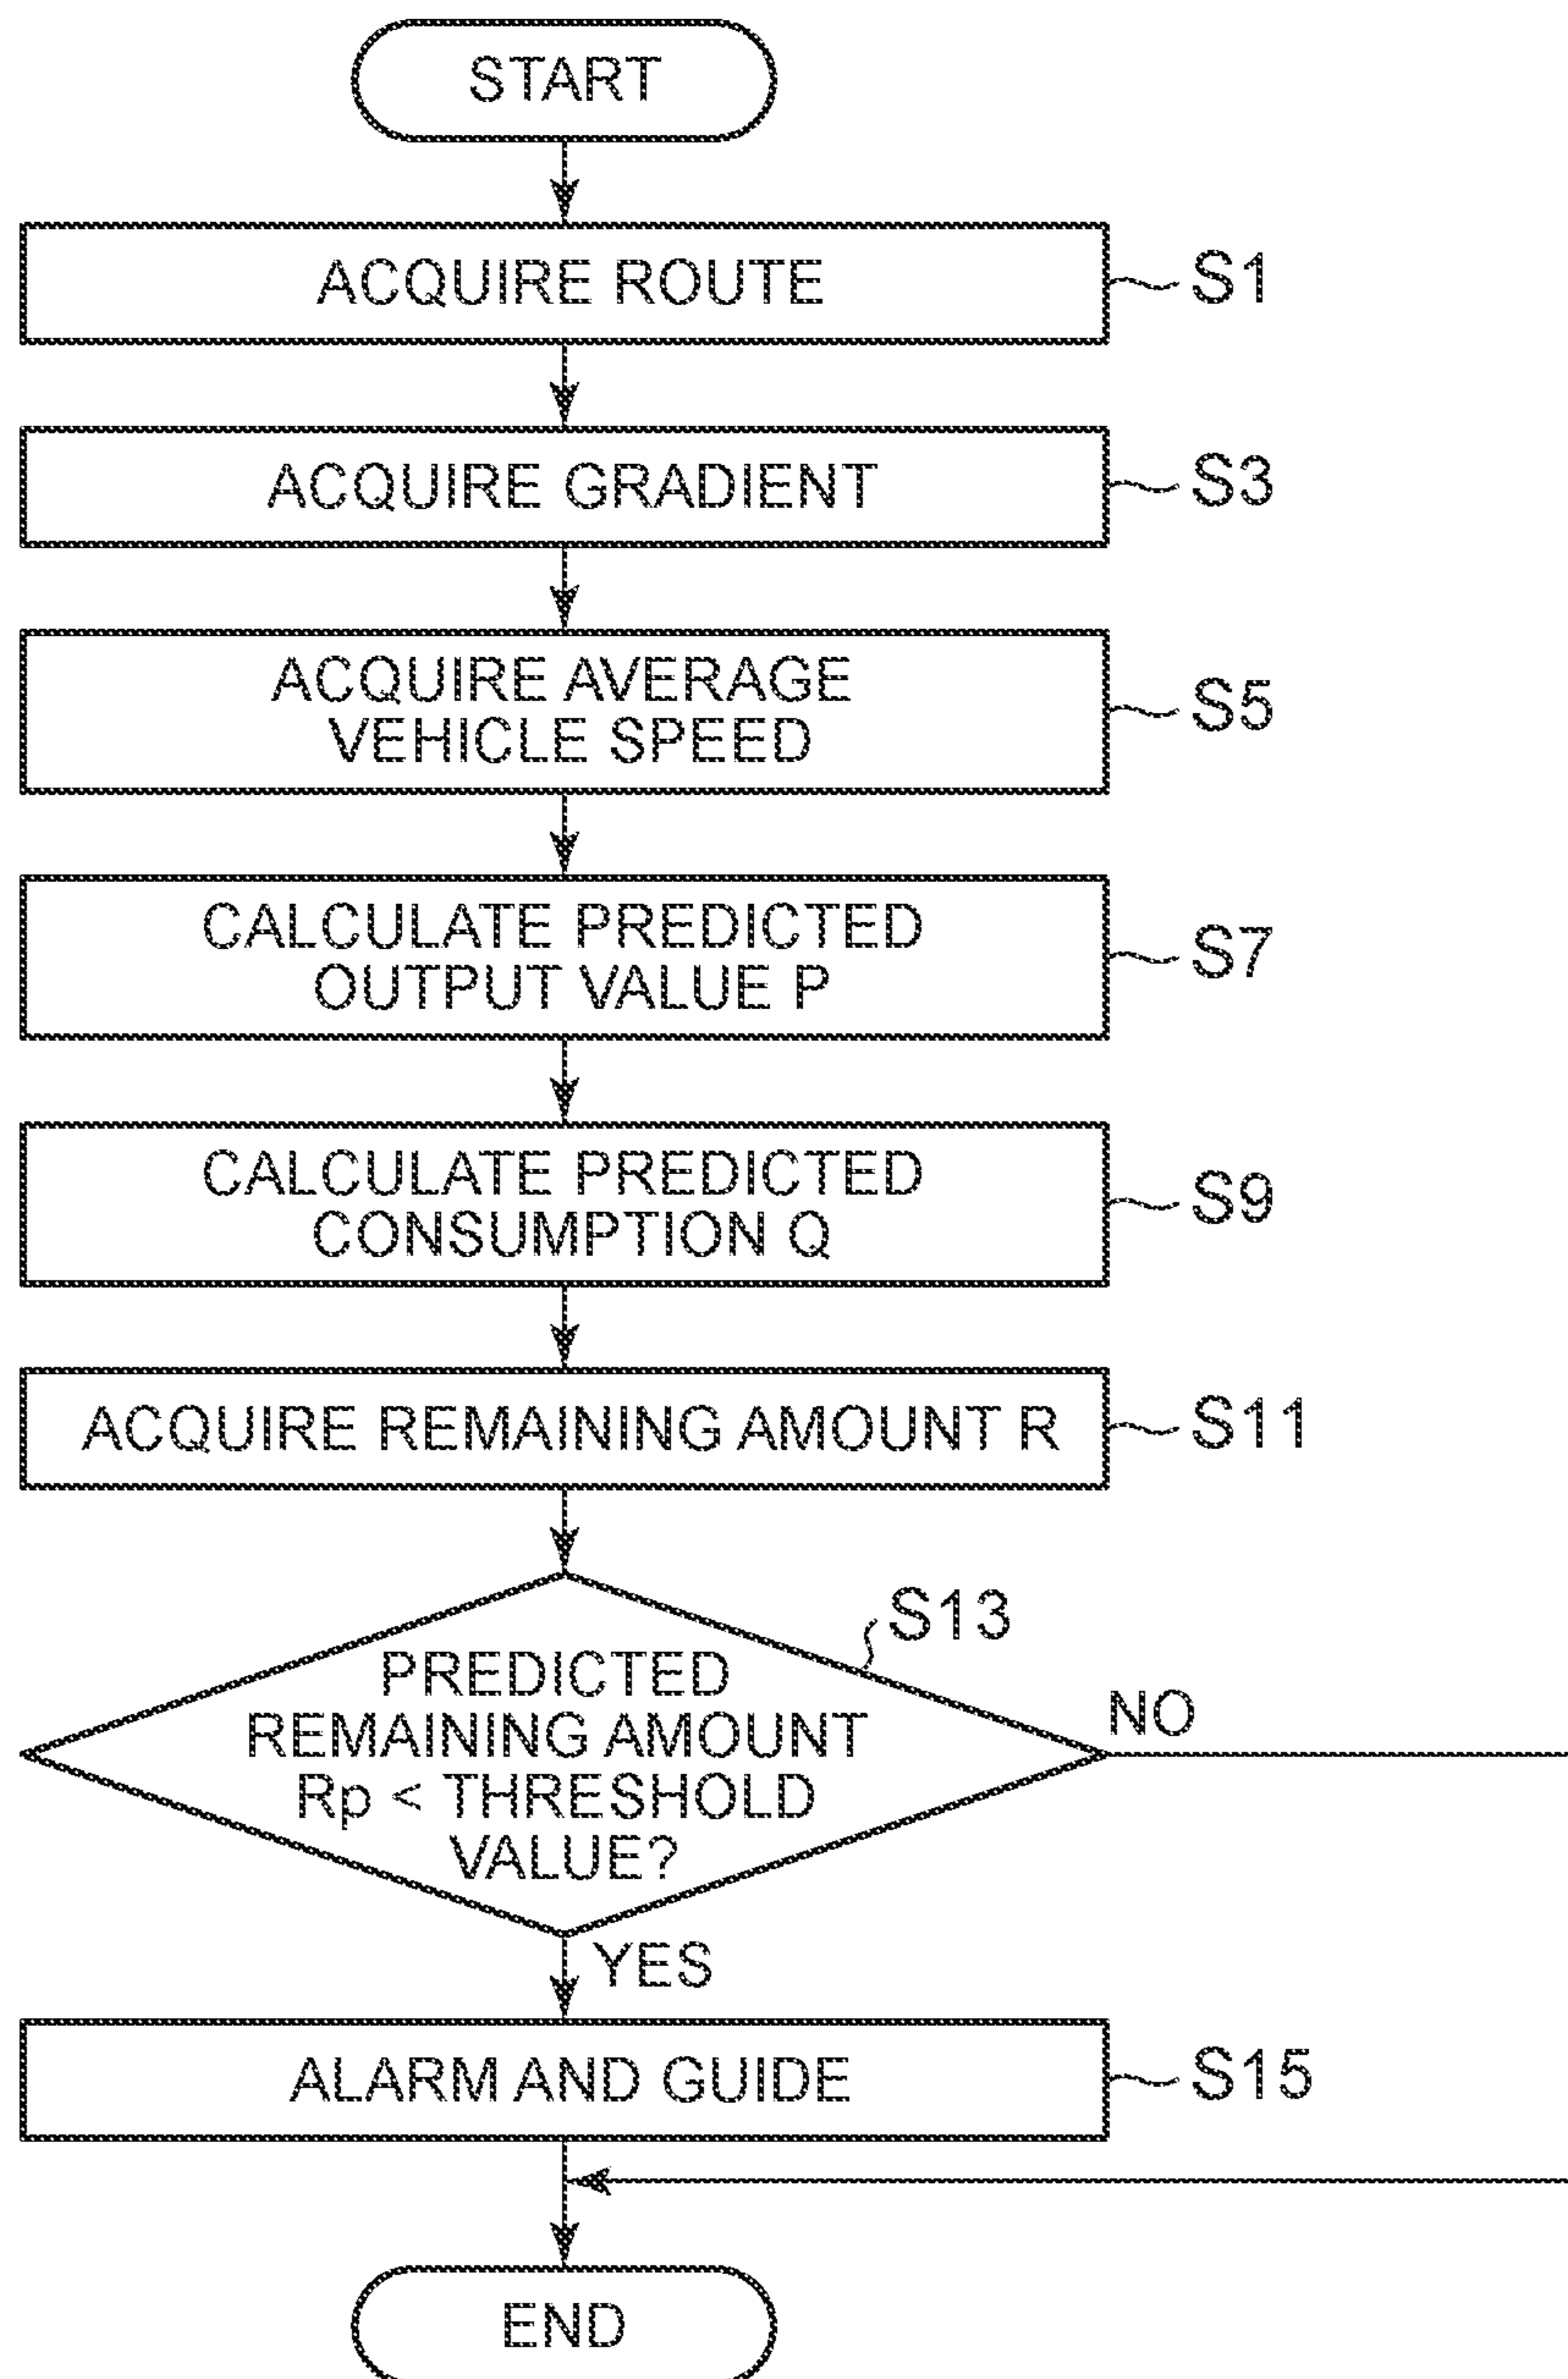 START
ACQUIRE ROUTE
S1
ACQUIRE GRADIENT
S3
ACQUIRE AVERAGE
VEHICLE SPEED
S5
CALCULATE PREDICTED
OUTPUT VALUE P
S7
CALCULATE PREDICTED
CONSUMPTION Q
S9
ACQUIRE REMAINING AMOUNT R
S11
S13
PREDICTED
REMAINING AMOUNT
Rp < THRESHOLD
VALUE?
NO
YES
ALARM AND GUIDE
S15
END